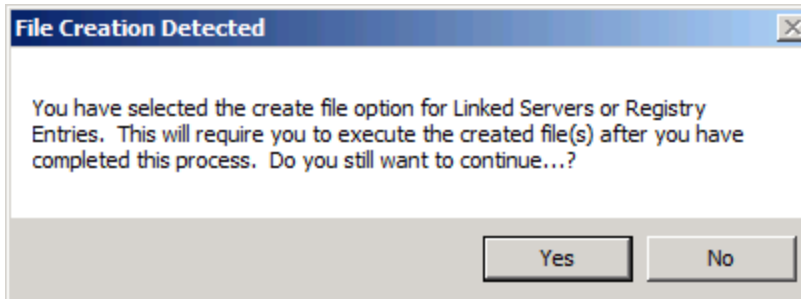 File Creation Detected
You have selected the create file option for Linked Servers or Registry
Entries.  This will require you to execute the created file(s) after you have
completed this process.  Do you still want to continue...?
Yes No